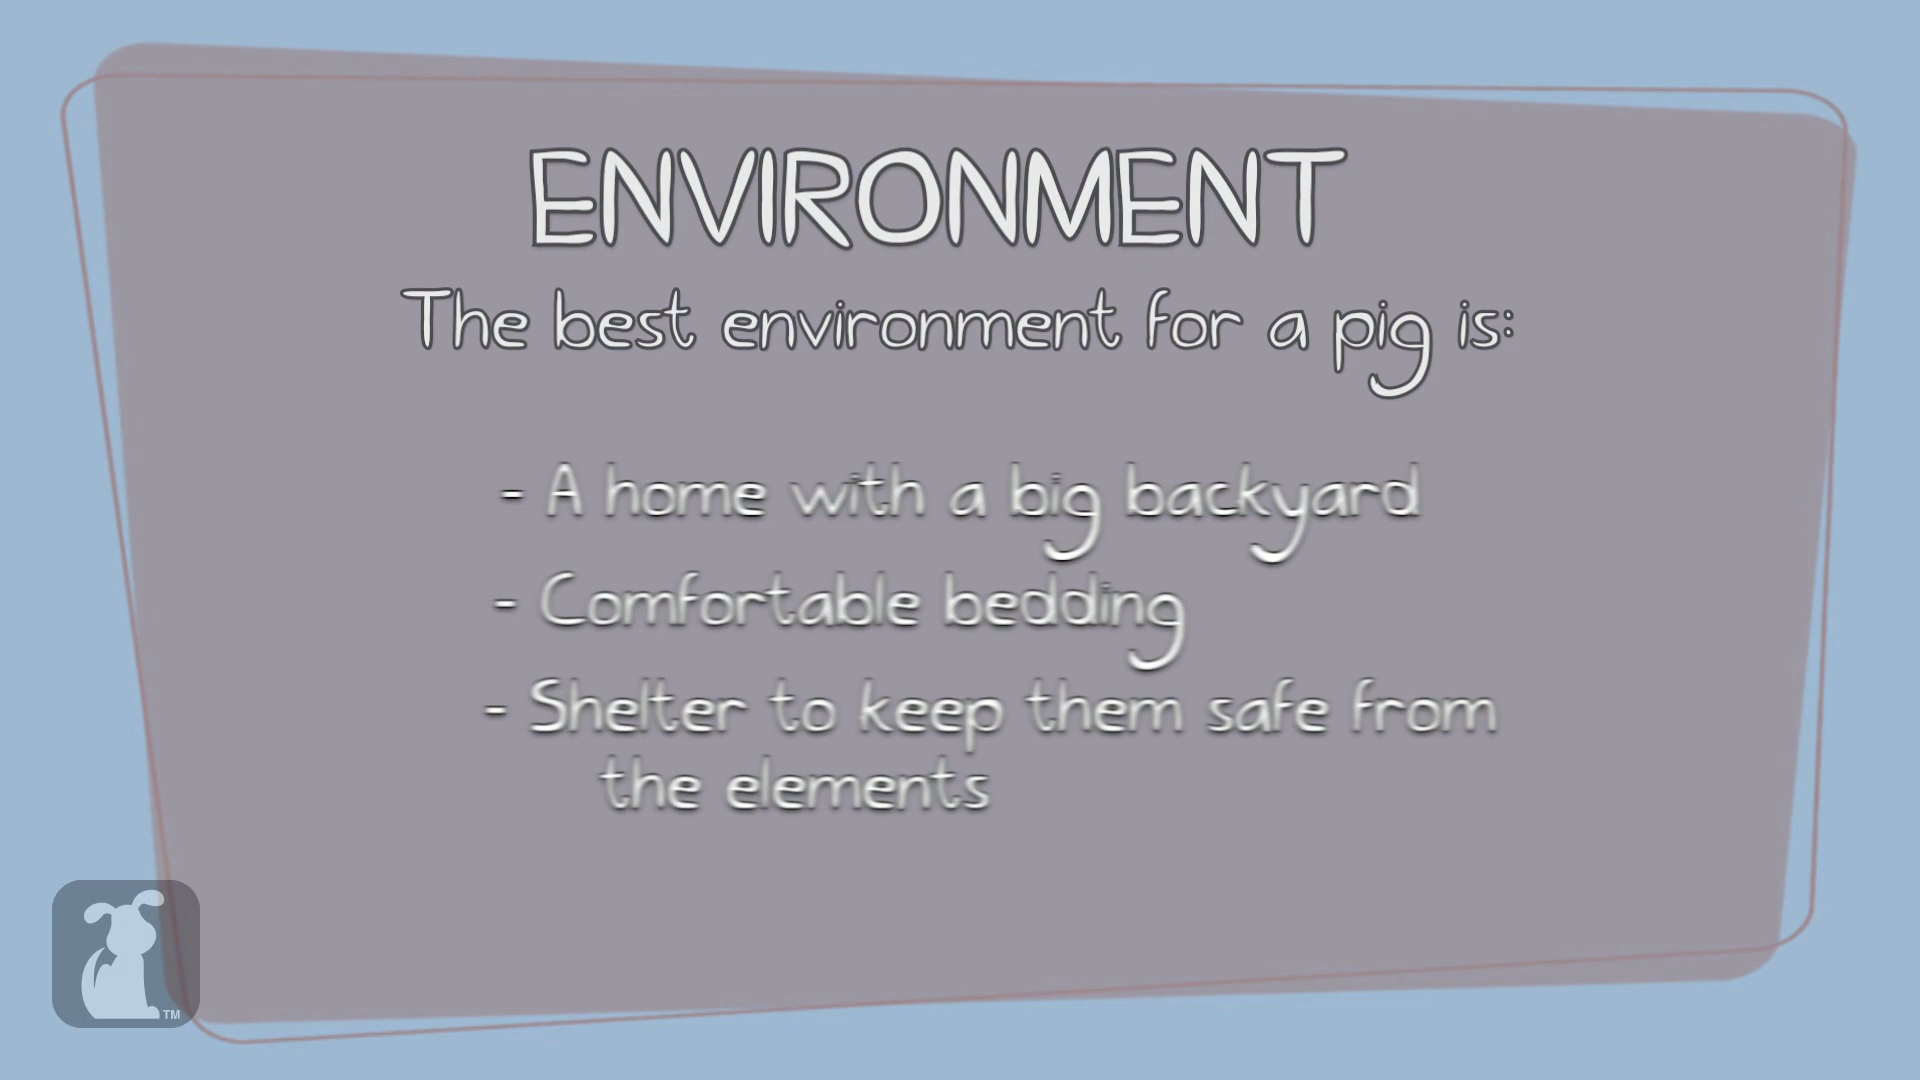 ENVIRONMENT
The best environment for a pig is:
- A home with a big backyard
- Comfortable bedding
- Shelter to keep them safe from
the elements
TM